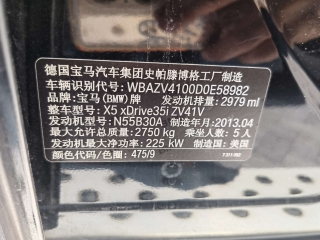 德国宝马汽车集团史帕滕博格工厂制造
车辆识别代号: WBAZV4100D0E58982
品牌: 宝马(BMW)牌 发动机排量: 2979 ml
整车型号: X5 xDrive35i ZV41V
发动机型号: N55B30A 制造年月: 2013.04
最大允许总质量: 2750 kg 乘坐人数: 5 人
发动机最大净功率: 225 kW 制造国: 美国
颜色代码/色圈: 475/9